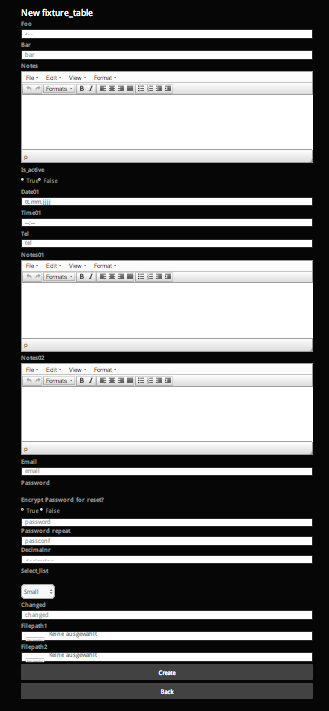 New fixture_table
Foo
Bar
bar
Notes
File Edit View Format
Formats B I
p
Is_active
True False
Date01
tt.mm.jjjj
Time01
--:--
Tel
tel
Notes01
File Edit View Format
Formats B I
p
Notes02
File Edit View Format
Formats B I
p
Email
email
Password
Encrypt Password for reset?
True False
password
Password repeat
passconf
Decimalnr
Select_list
Small
Changed
changed
Filepath1
Keine ausgewählt
Filepath2
Keine ausgewählt
Create
Back